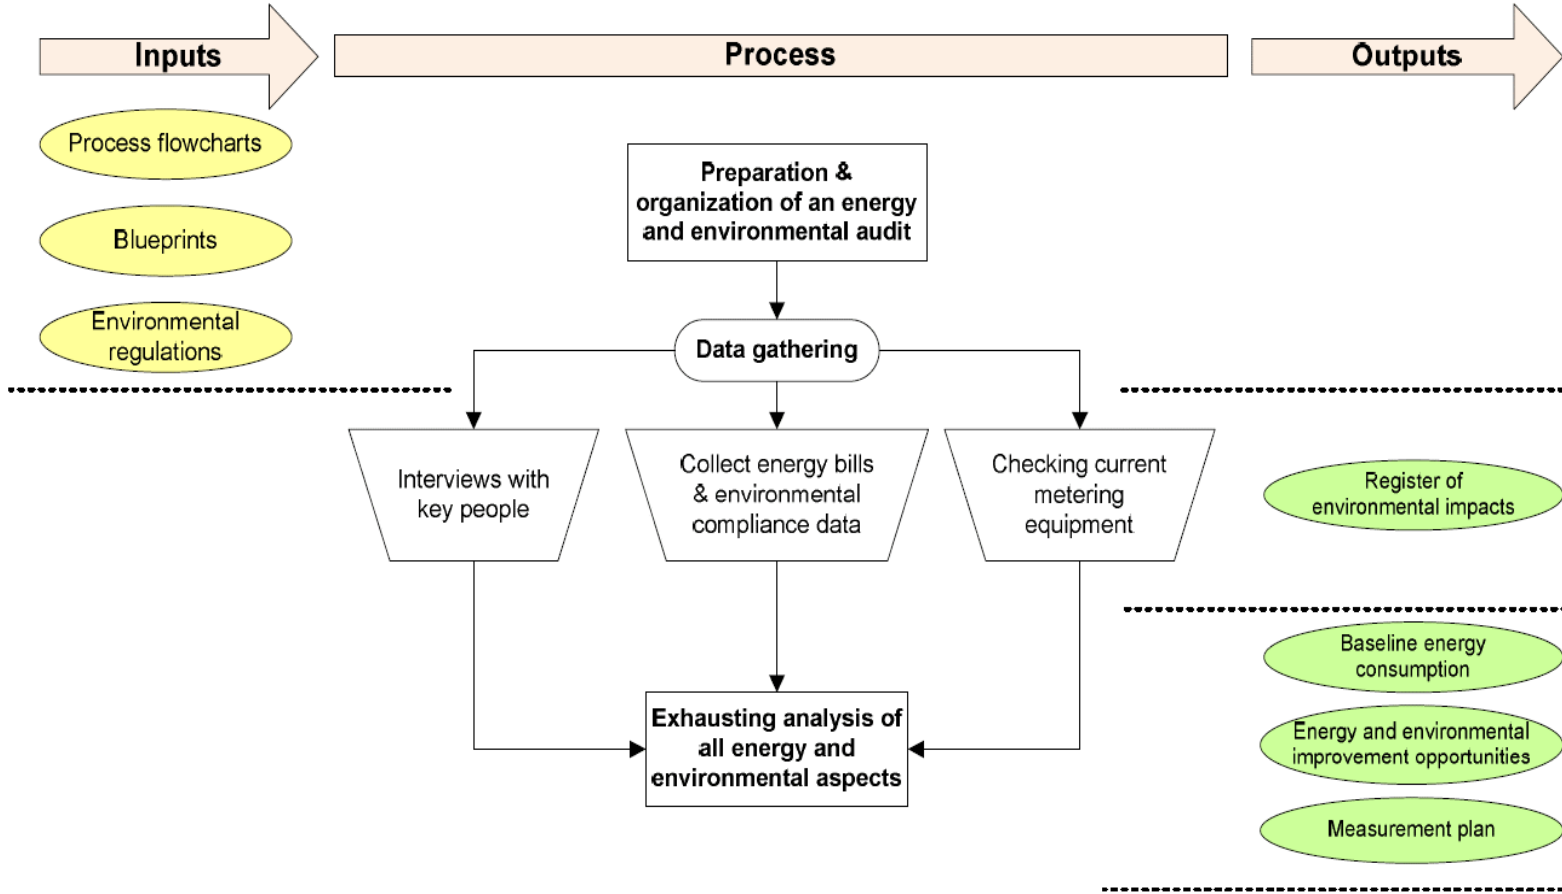 Inputs
Process
Outputs
Process flowcharts
Blueprints
Environmental
regulations
Preparation &
organization of an energy
and environmental audit
Data gathering
Interviews with
key people
Collect energy bills
& environmental
compliance data
Checking current
metering
equipment
Exhausting analysis of
all energy and
environmental aspects
Register of
environmental impacts
Baseline energy
consumption
Energy and environmental
improvement opportunities
Measurement plan